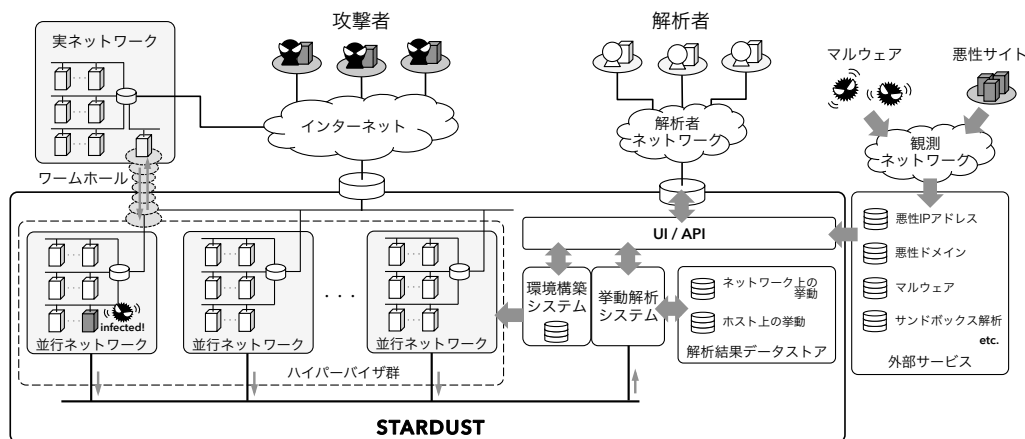 攻撃者
解析者
実ネットワーク
マルウェア
悪性サイト
インターネット
解析者
ネットワーク
観測
ネットワーク
ワームホール
UI / API
悪性IPアドレス
悪性ドメイン
マルウェア
サンドボックス解析
etc.
外部サービス
環境構築
システム
挙動解析
システム
ネットワーク上の
挙動
ホスト上の挙動
解析結果データストア
infected!
並行ネットワーク
並行ネットワーク
. . .
並行ネットワーク
ハイパーバイザ群
STARDUST